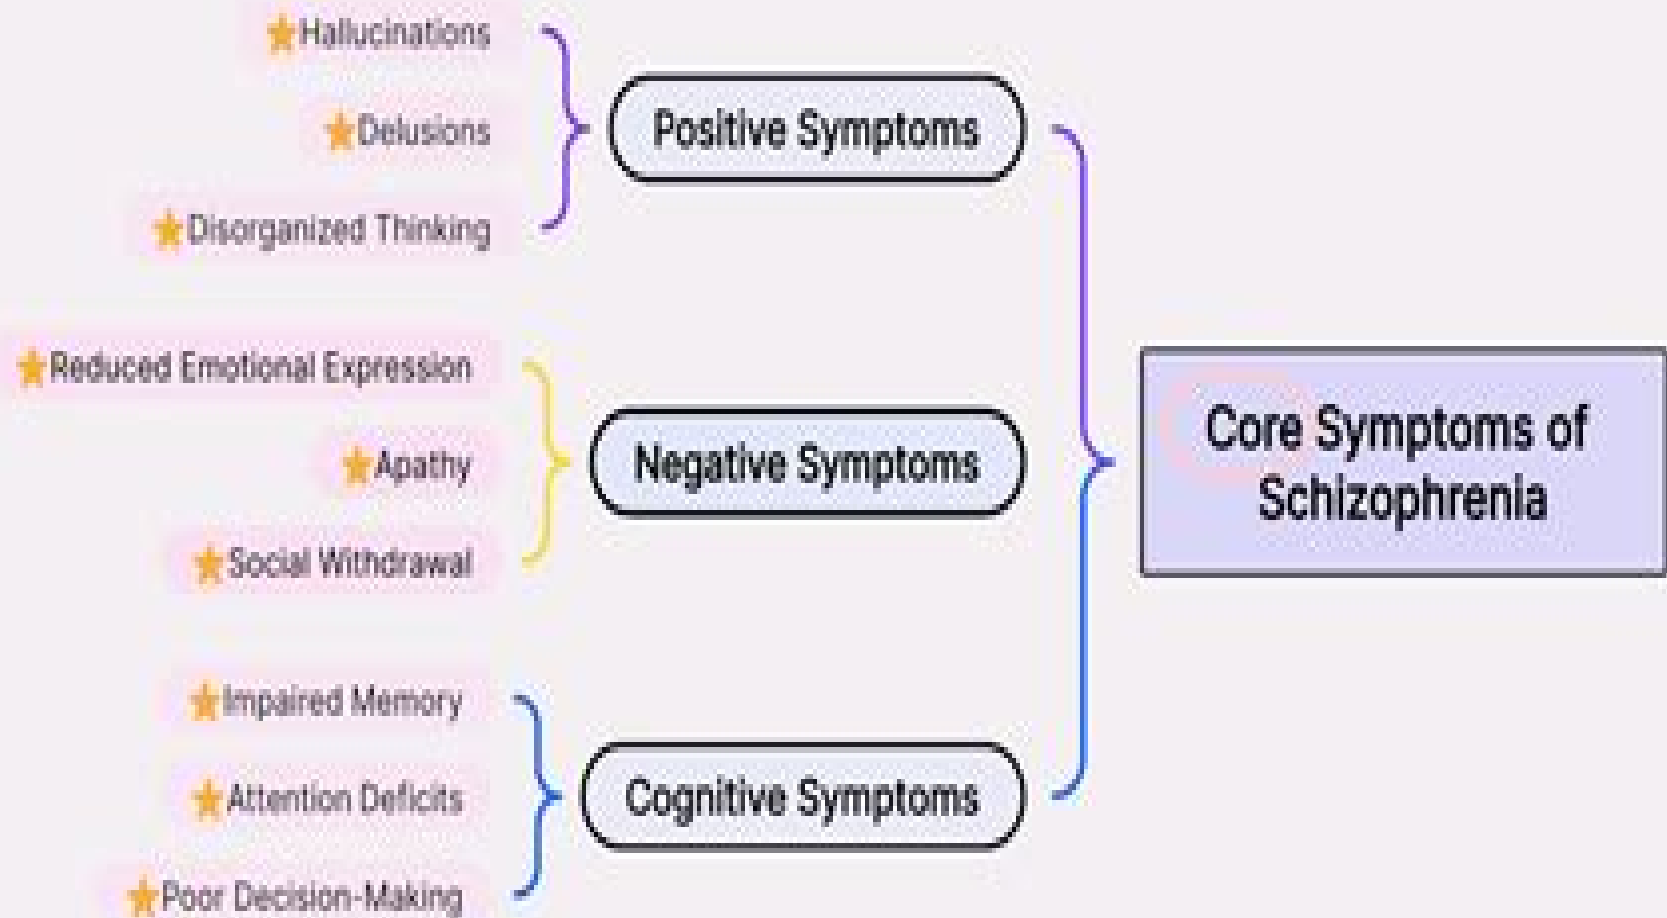 Hallucinations
Delusions
Disorganized Thinking
Positive Symptoms
Reduced Emotional Expression
Apathy
Social Withdrawal
Negative Symptoms
Impaired Memory
Attention Deficits
Poor Decision-Making
Cognitive Symptoms
Core Symptoms of
Schizophrenia